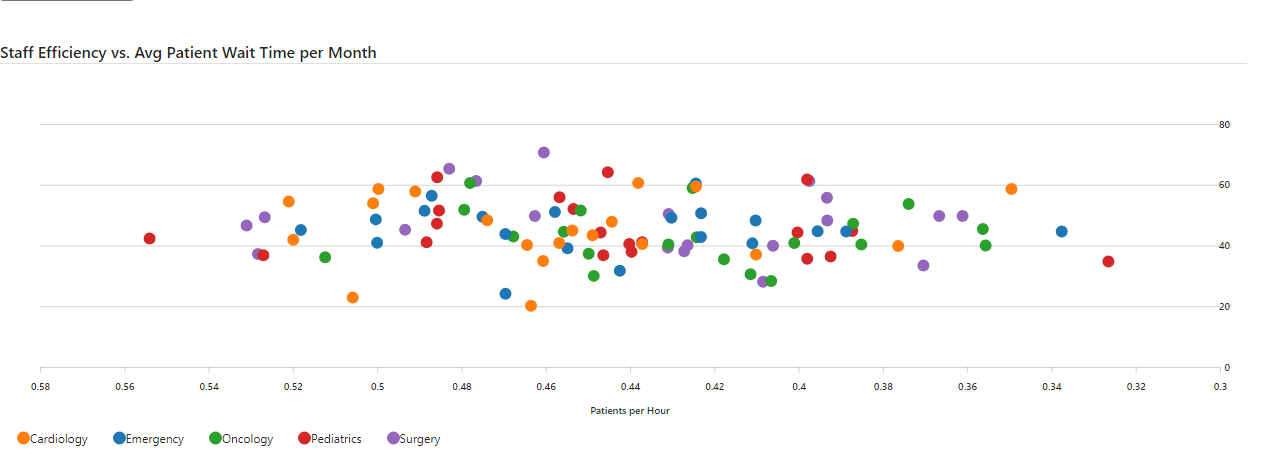 Staff Efficiency vs. Avg Patient Wait Time per Month
80
60
40
20
0
0.58 0.56 0.54 0.52 0.5 0.48 0.46 0.44 0.42 0.4 0.38 0.36 0.34 0.32 0.3
Patients per Hour
Cardiology Emergency Oncology Pediatrics Surgery